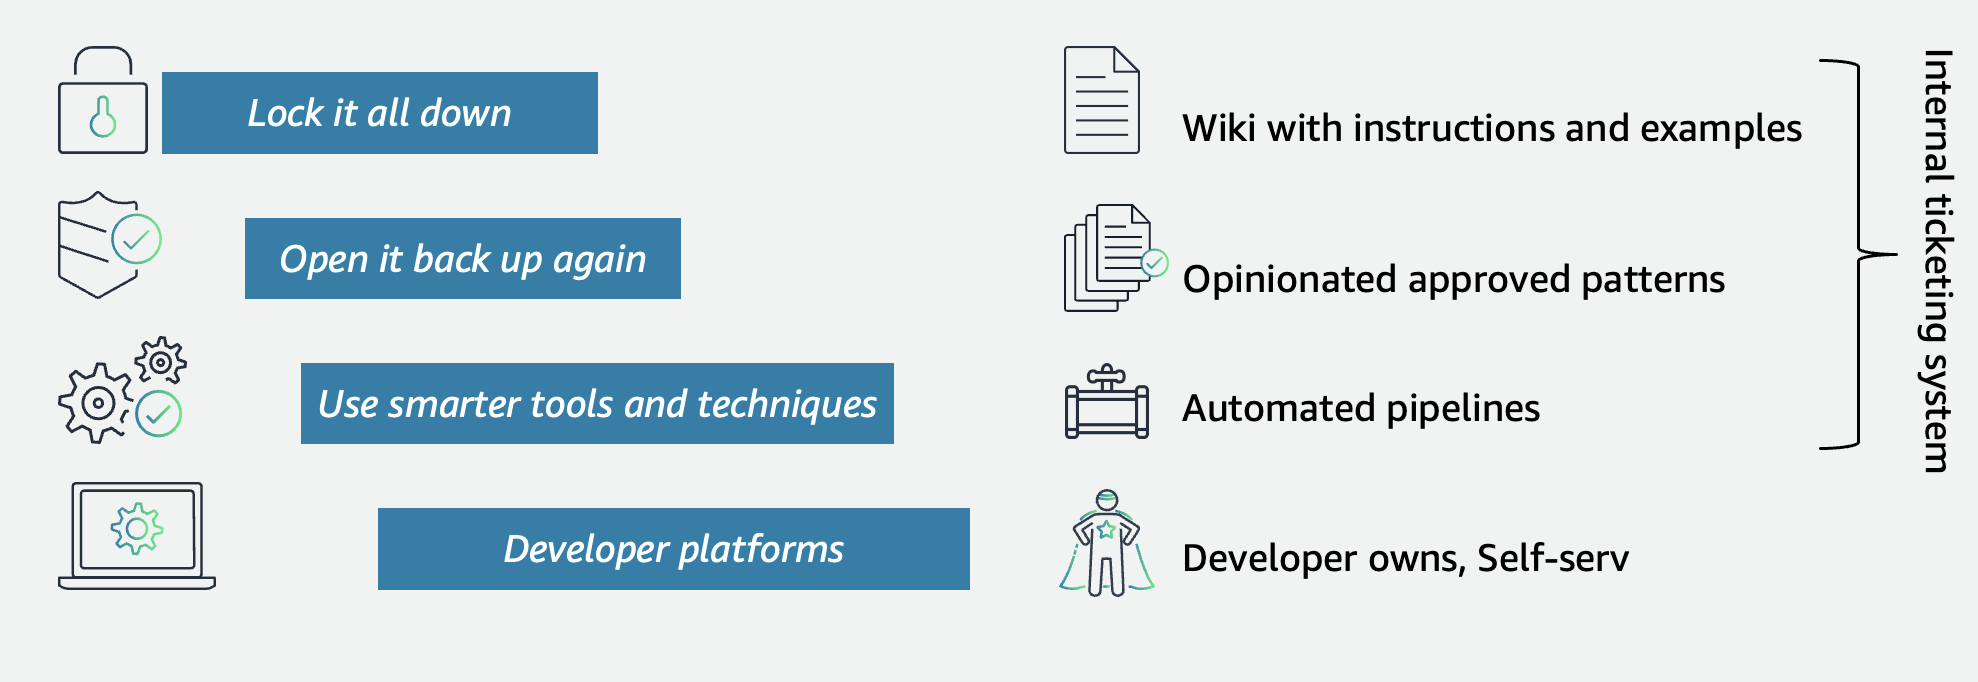 Lock it all down
Wiki with instructions and examples
Open it back up again
Opinionated approved patterns
Use smarter tools and techniques
Automated pipelines
Developer platforms
Developer owns, Self-serv
Internal ticketing system